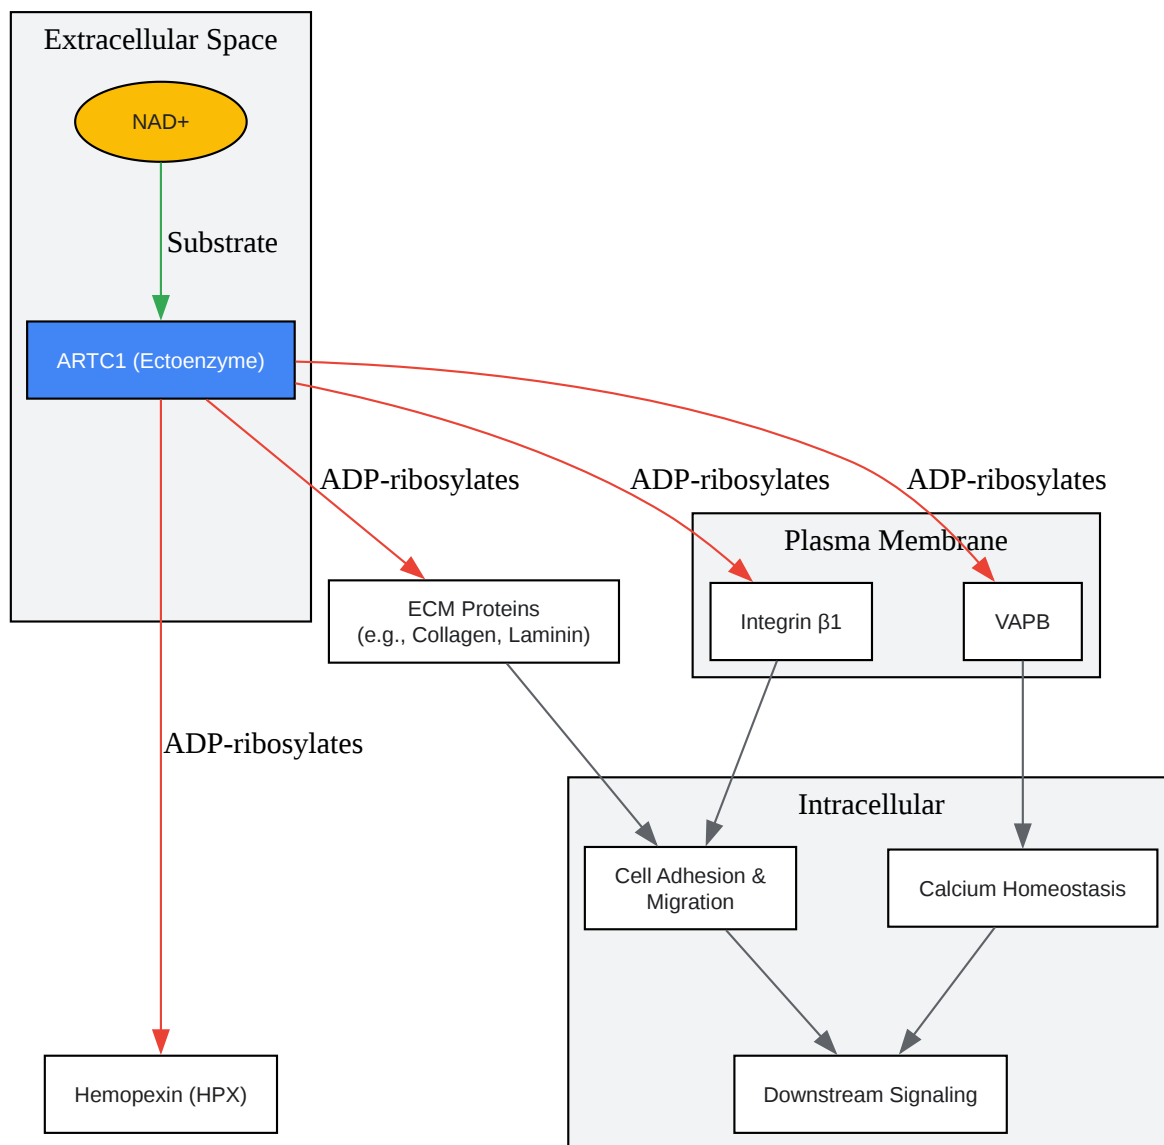 Extracellular Space
NAD+
Substrate
ARTC1 (Ectoenzyme)
ADP-ribosylates
ADP-ribosylates
ADP-ribosylates
Plasma Membrane
ECM Proteins
(e.g., Collagen, Laminin)
Integrin β1
VAPB
ADP-ribosylates
Intracellular
Cell Adhesion &
Migration
Calcium Homeostasis
Hemopexin (HPX)
Downstream Signaling